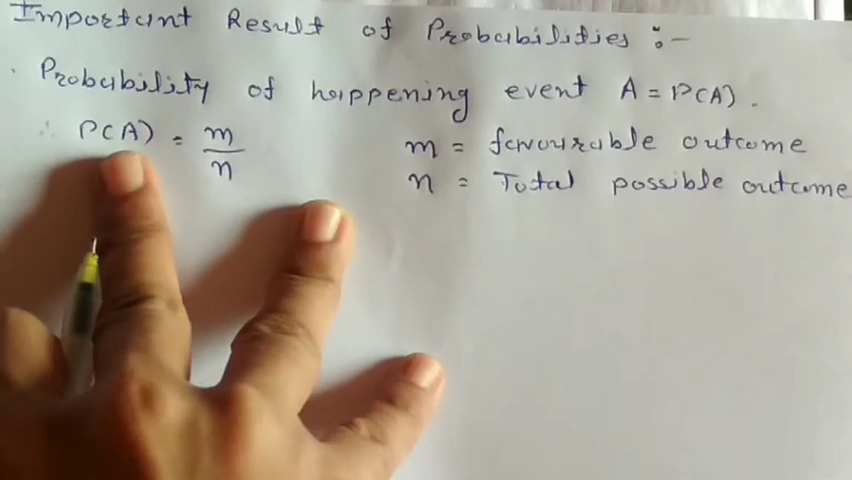 Important Result of Probabilities :-
Probability of happening event A = P(A).
∴ P(A) = m/n m = favourable outcome
n = Total possible outcome